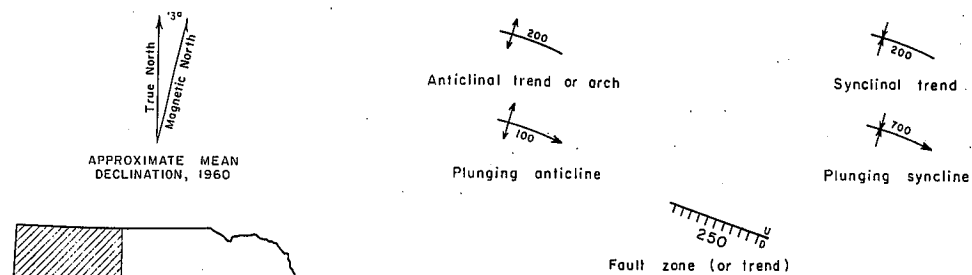 '3°
True North
Magnetic North
APPROXIMATE MEAN
DECLINATION, 1960
200
Anticlinal trend or arch
100
Plunging anticline
200
Synclinal trend
700
Plunging syncline
U
D
250
Fault zone (or trend)